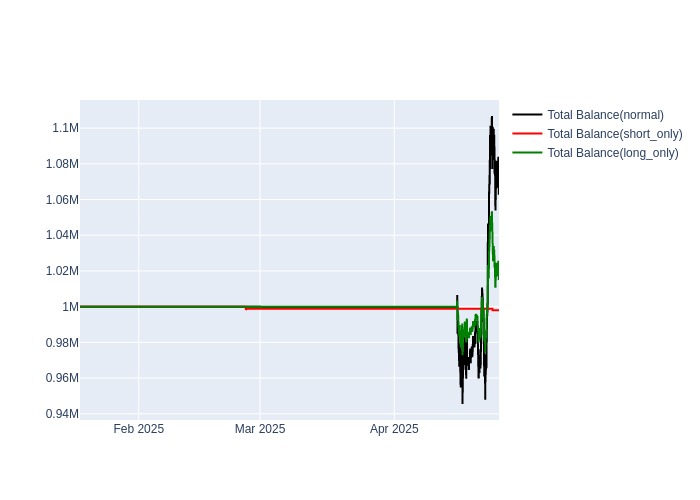 1.1M
1.08M
1.06M
1.04M
1.02M
1M
0.98M
0.96M
0.94M
Feb 2025
Mar 2025
Apr 2025
Total Balance(normal)
Total Balance(short_only)
Total Balance(long_only)